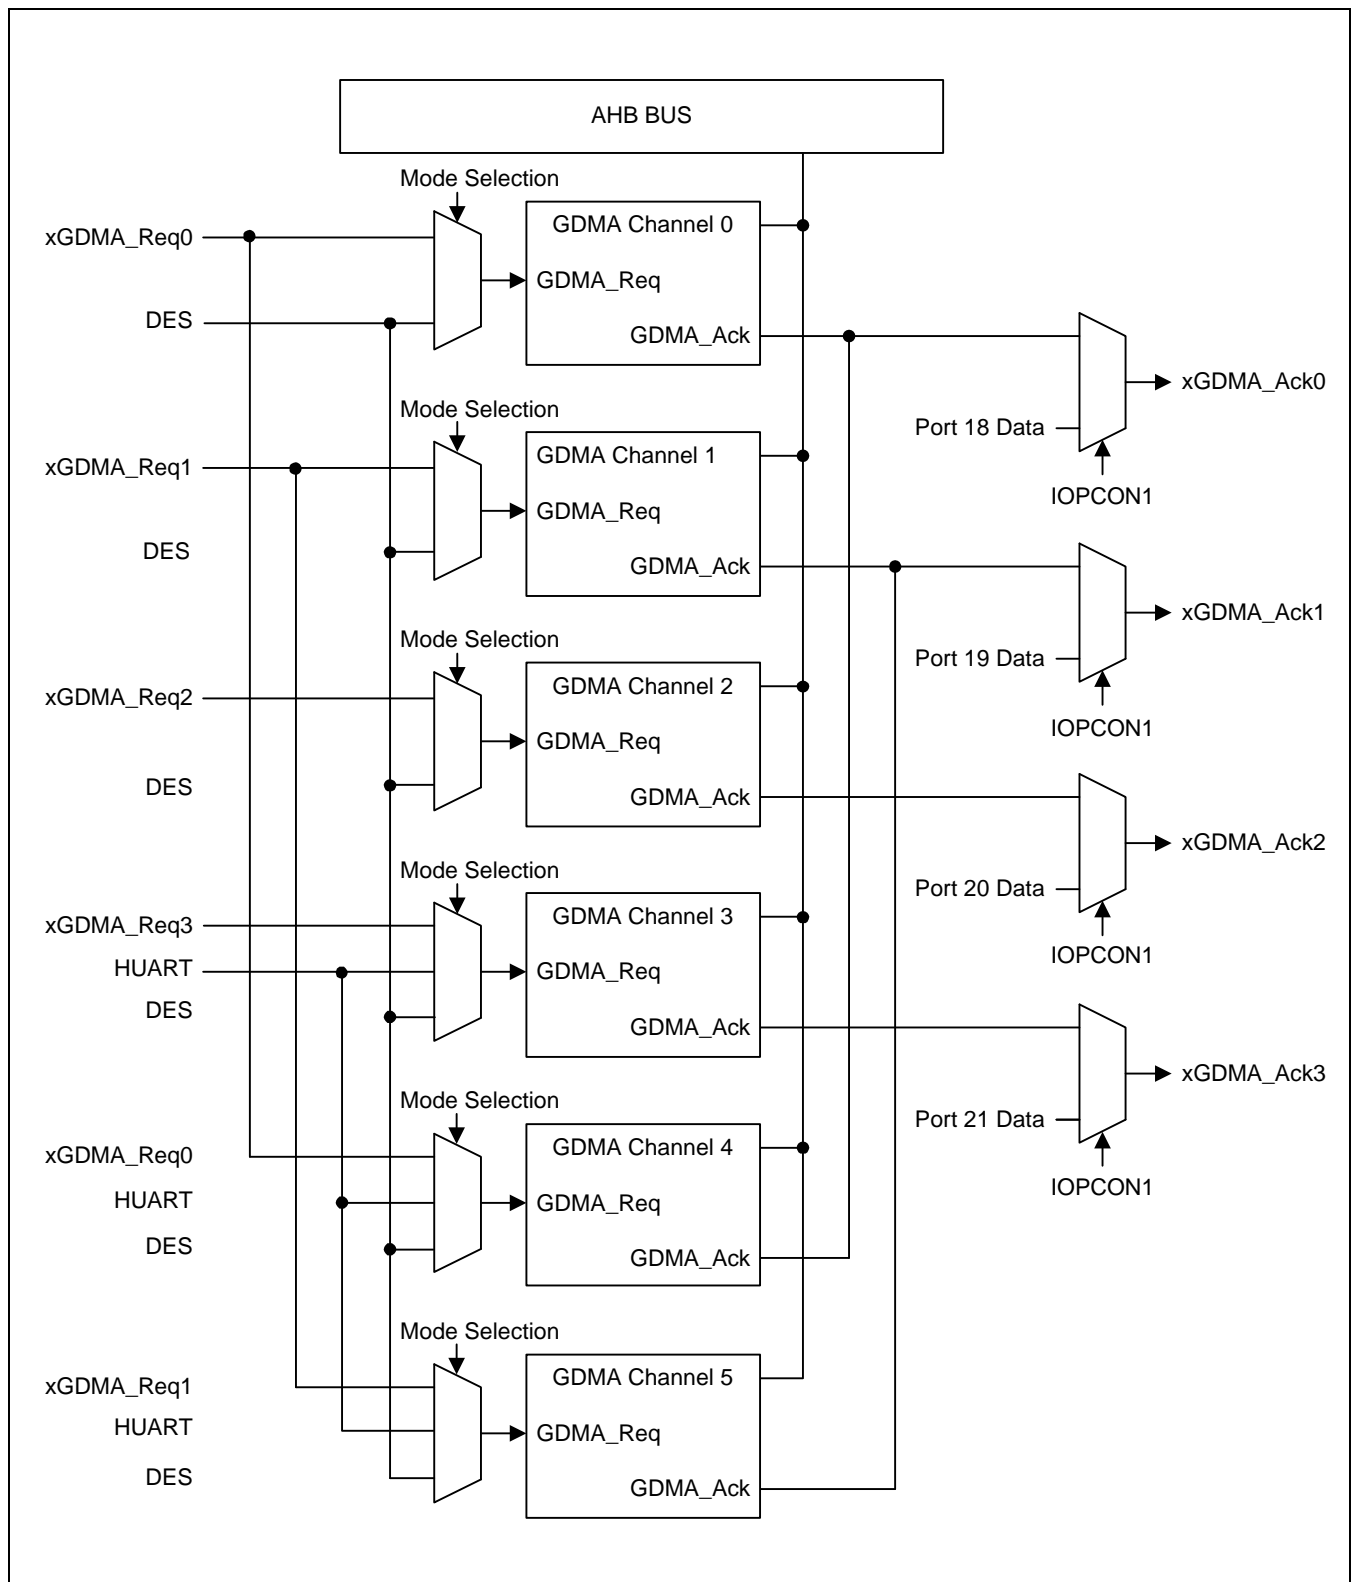 AHB BUS
Mode Selection
xGDMA_Req0
GDMA Channel 0
GDMA_Req
DES
GDMA_Ack
xGDMA_Ack0
Port 18 Data
IOPCON1
Mode Selection
xGDMA_Req1
GDMA Channel 1
GDMA_Req
DES
GDMA_Ack
xGDMA_Ack1
Port 19 Data
IOPCON1
Mode Selection
xGDMA_Req2
GDMA Channel 2
GDMA_Req
DES
GDMA_Ack
xGDMA_Ack2
Port 20 Data
IOPCON1
Mode Selection
xGDMA_Req3
GDMA Channel 3
HUART
GDMA_Req
DES
GDMA_Ack
xGDMA_Ack3
Port 21 Data
IOPCON1
Mode Selection
xGDMA_Req0
GDMA Channel 4
HUART
GDMA_Req
DES
GDMA_Ack
Mode Selection
xGDMA_Req1
GDMA Channel 5
HUART
GDMA_Req
DES
GDMA_Ack